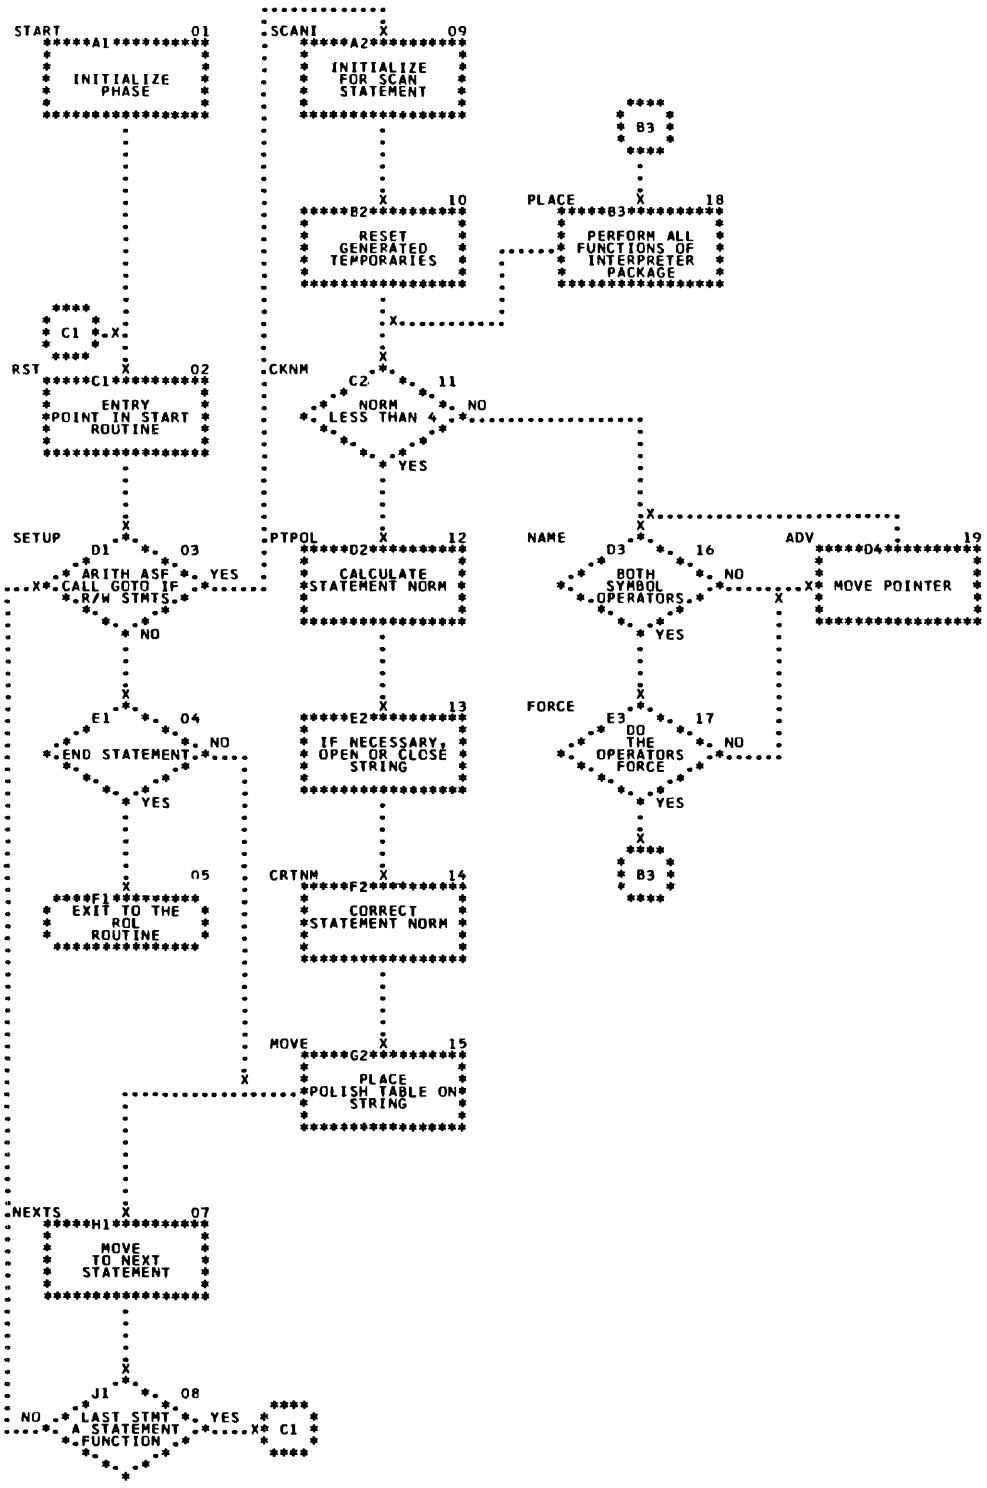 START 01
A1
INITIALIZE
PHASE
C1
RST 02
C1
ENTRY
POINT IN START
ROUTINE
SETUP
D1 03
ARITH ASF
CALL GOTO IF
R/W STMTS
YES
NO
E1 04
END STATEMENT
NO
YES
05
F1
EXIT TO THE
ROL
ROUTINE
NEXTS 07
H1
MOVE
TO NEXT
STATEMENT
J1 08
LAST STMT
A STATEMENT
FUNCTION
NO
YES
C1
SCANI 09
A2
INITIALIZE
FOR SCAN
STATEMENT
10
B2
RESET
GENERATED
TEMPORARIES
CKNM
C2 11
NORM
LESS THAN 4
NO
YES
PTPOL 12
D2
CALCULATE
STATEMENT NORM
13
E2
IF NECESSARY,
OPEN OR CLOSE
STRING
CRTNM 14
F2
CORRECT
STATEMENT NORM
MOVE 15
G2
PLACE
POLISH TABLE ON
STRING
B3
PLACE 18
B3
PERFORM ALL
FUNCTIONS OF
INTERPRETER
PACKAGE
NAME
D3 16
BOTH
SYMBOL
OPERATORS
NO
YES
FORCE
E3 17
DO
THE
OPERATORS
FORCE
NO
YES
B3
ADV 19
D4
MOVE POINTER